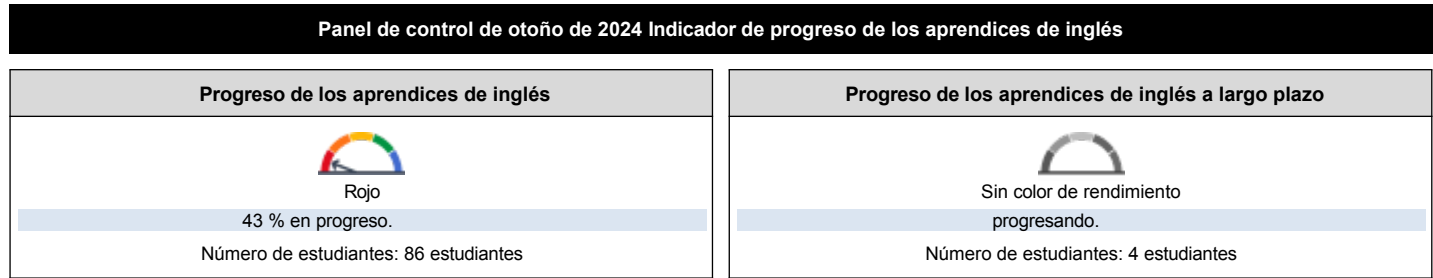 Panel de control de otoño de 2024 Indicador de progreso de los aprendices de inglés
Progreso de los aprendices de inglés
Rojo
43 % en progreso.
Número de estudiantes: 86 estudiantes
Progreso de los aprendices de inglés a largo plazo
Sin color de rendimiento
progresando.
Número de estudiantes: 4 estudiantes